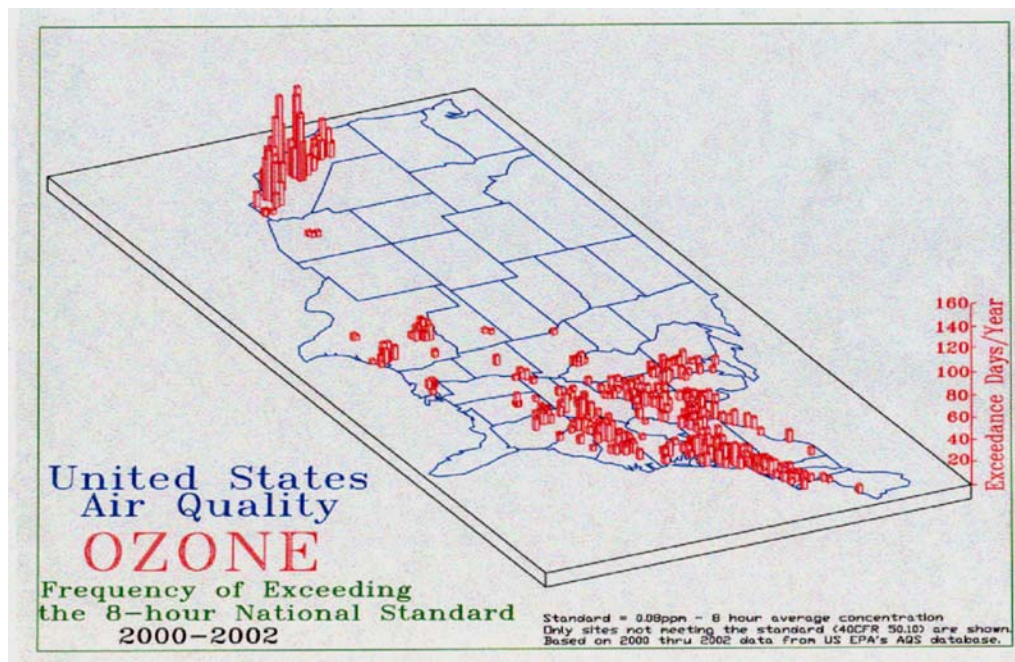 160
140
120
100
80
60
40
20
Exceedance Days/Year
United States
Air Quality
OZONE
Frequency of Exceeding
the 8-hour National Standard
2000-2002
Standard = 0.08ppm - 8 hour average concentration
Only sites not meeting the standard (40CFR 50.10) are shown.
Based on 2000 thru 2002 data from US EPA's AQS database.